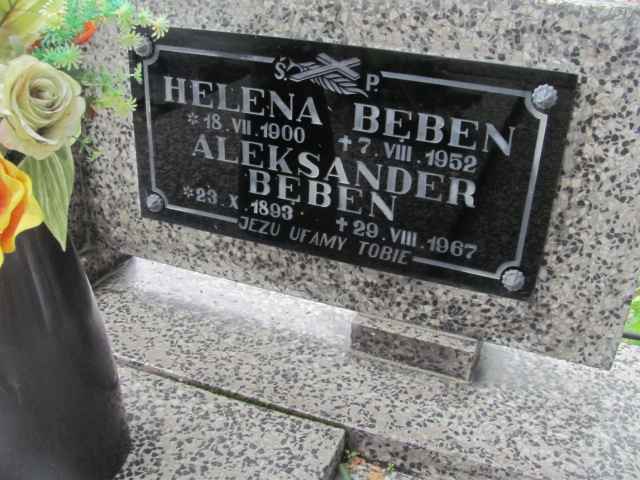 Ś. P.
HELENA BEBEN
*18.VII.1900 +7.VIII.1952
ALEKSANDER
BEBEN
*23.X.1893 +29.VIII.1967
JEZU UFAMY TOBIE